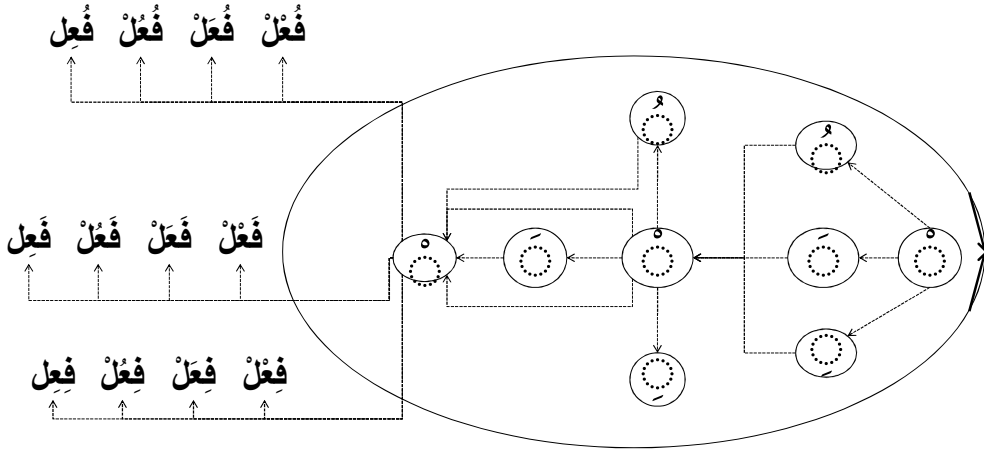 فُعْلْ فُعَلْ فُعُلْ فُعِل
فَعْلْ فَعَلْ فَعُلْ فَعِل
فِعْلْ فِعَلْ فِعُلْ فِعِل